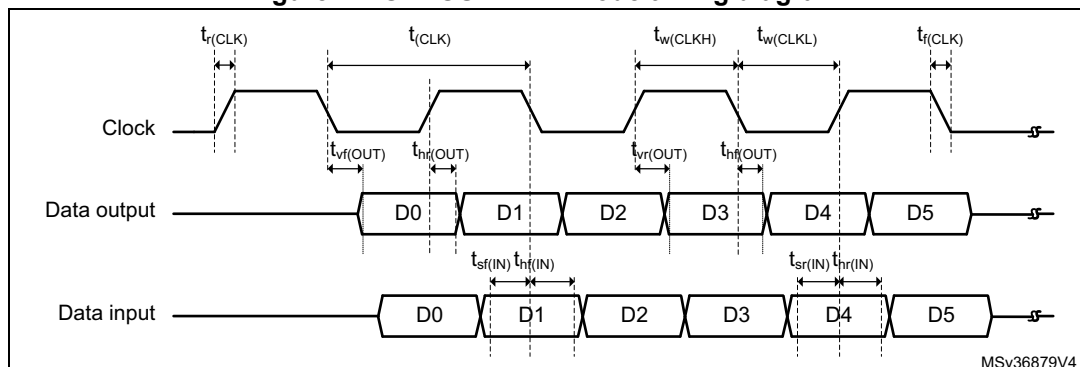 t_r(CLK) t_(CLK) t_w(CLKH) t_w(CLKL) t_f(CLK)
Clock
t_vf(OUT) t_hr(OUT) t_vr(OUT) t_hf(OUT)
Data output D0 D1 D2 D3 D4 D5
t_sf(IN) t_hf(IN) t_sr(IN) t_hr(IN)
Data input D0 D1 D2 D3 D4 D5
MSv36879V4